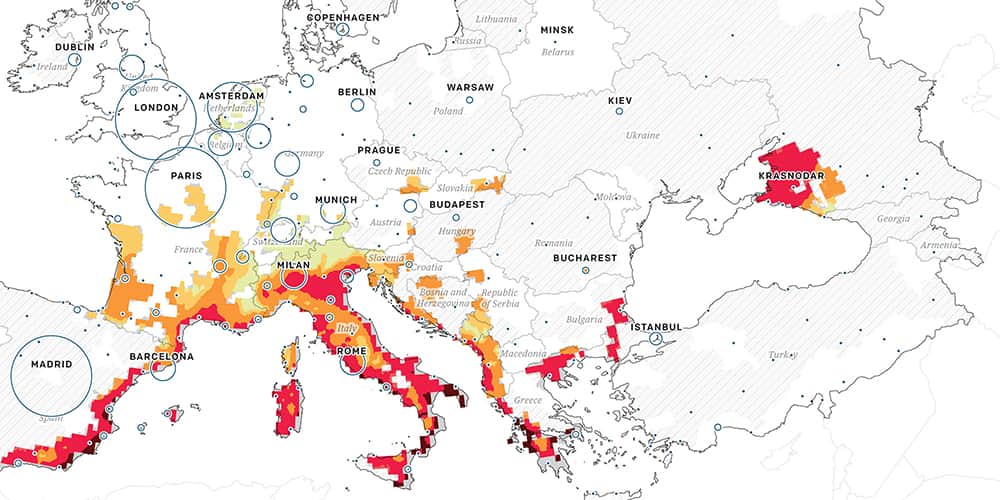 COPENHAGEN
Lithuania
MINSK
Russia
Belarus
DUBLIN
Ireland
United
Kingdom
LONDON
AMSTERDAM
Netherlands
BERLIN
WARSAW
Poland
KIEV
Ukraine
Belgium
Germany
PRAGUE
Czech Republic
PARIS
Slovakia
KRASNODAR
MUNICH
BUDAPEST
Moldova
Austria
Hungary
Georgia
France
Switzerland
Romania
Armenia
MILAN
Slovenia
Croatia
BUCHAREST
Bosnia and
Herzegovina
Republic
of Serbia
Italy
Bulgaria
ISTANBUL
MADRID
BARCELONA
ROME
Macedonia
Turkey
Greece
Spain